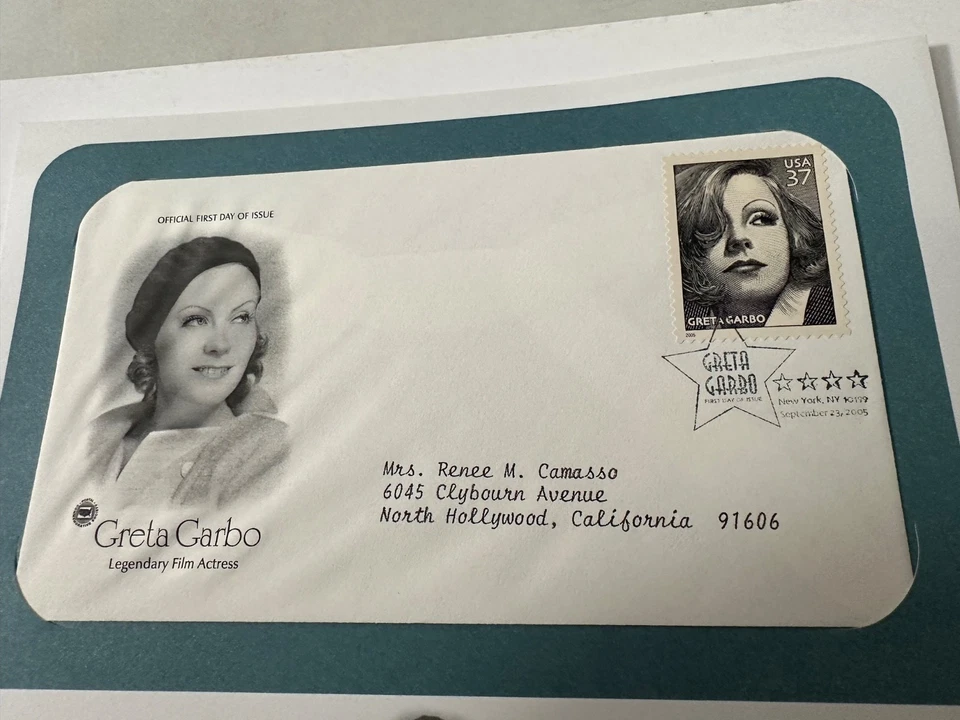 OFFICIAL FIRST DAY OF ISSUE
USA
37
GRETA GARBO
2005
GRETA
GARBO
FIRST DAY OF ISSUE
New York, NY 10199
September 23, 2005
Mrs. Renee M. Camasso
6045 Clybourn Avenue
North Hollywood, California 91606
Greta Garbo
Legendary Film Actress